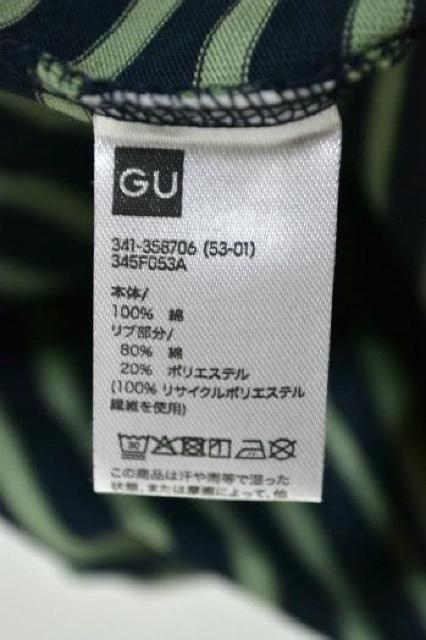 GU
341-358706 (53-01)
345F053A
本体/
100% 綿
リブ部分/
80% 綿
20% ポリエステル
(100% リサイクルポリエステル
繊維を使用)
30
この商品は汗や雨等で湿った
状態、または摩擦によって、他